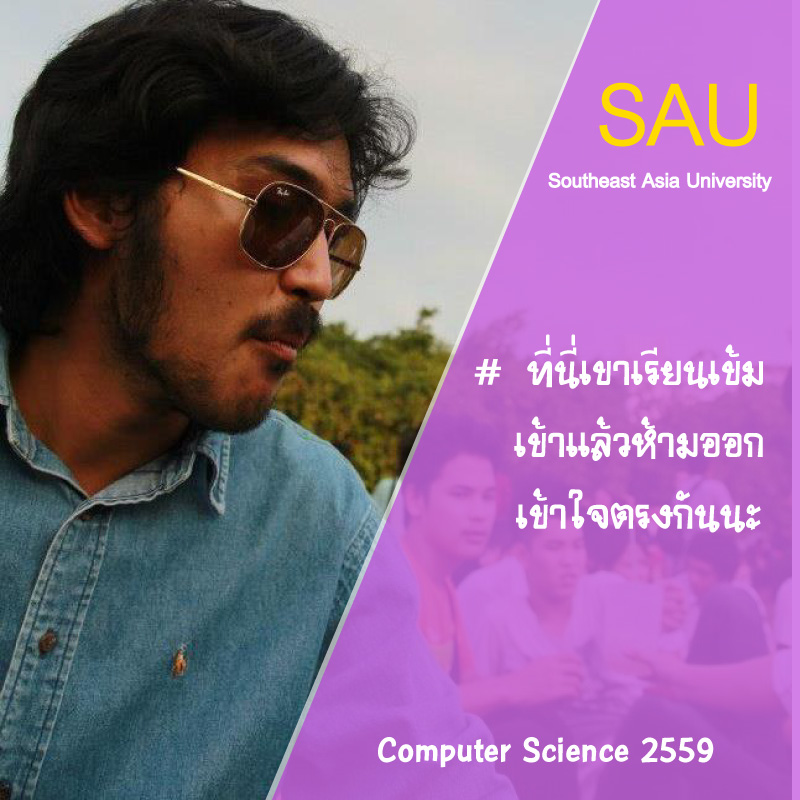 Ray-Ban
SAU
Southeast Asia University
# ที่นี่เขาเรียนเข้ม
เข้าแล้วห้ามออก
เข้าใจตรงกันนะ
Computer Science 2559